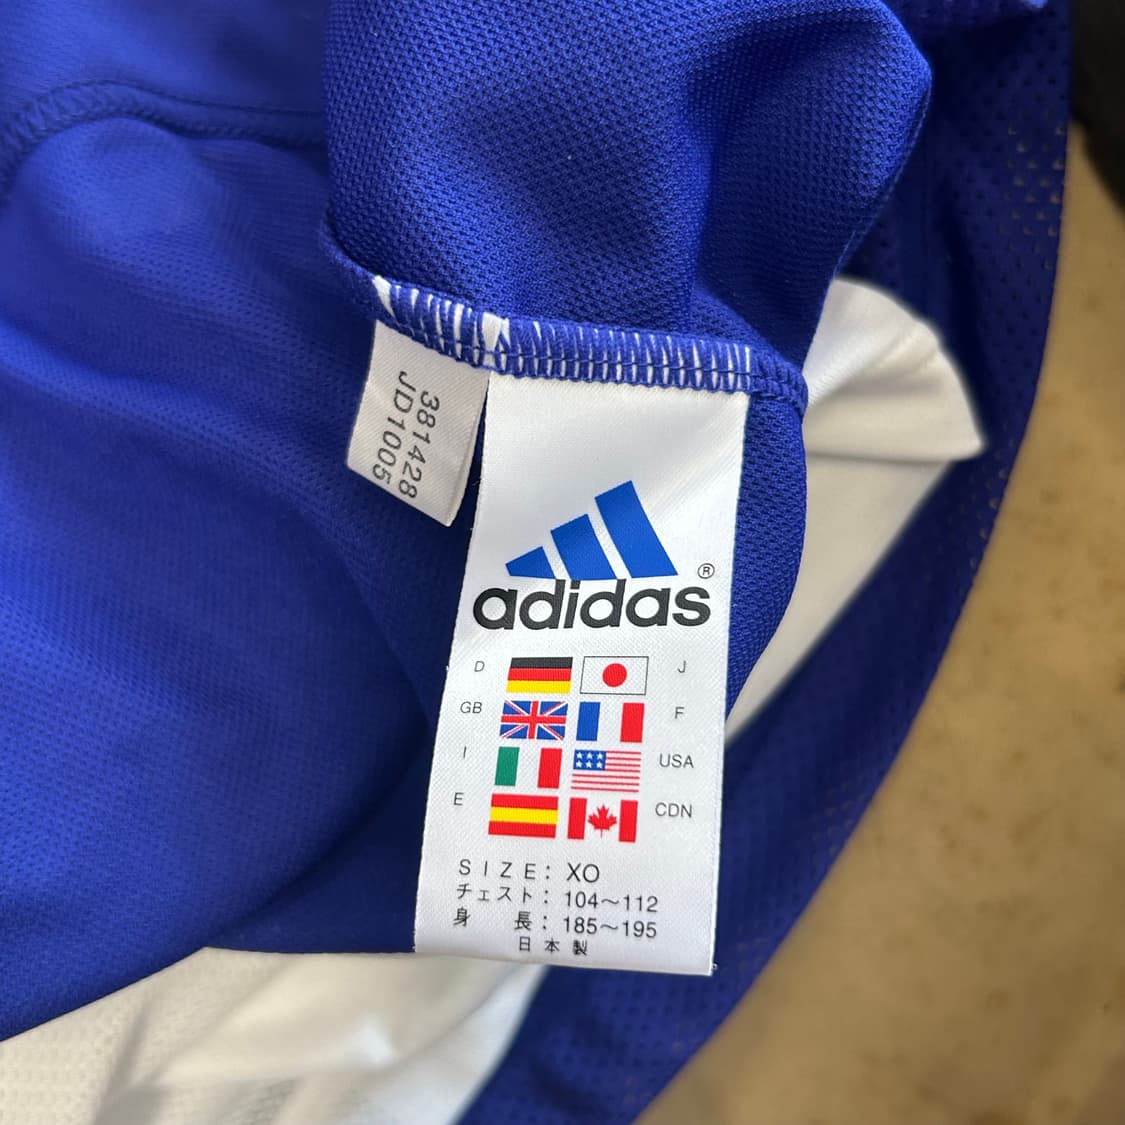 381428
JD1005
adidas®
D J
GB F
I USA
E CDN
SIZE: XO
チェスト: 104～112
身長: 185～195
日本製